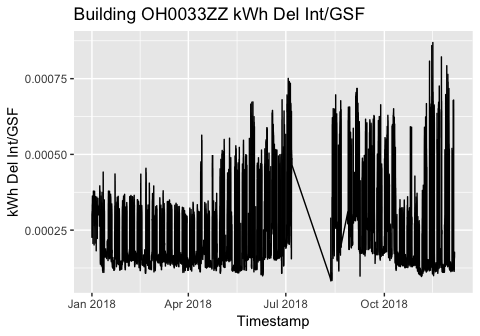 Building OH0033ZZ kWh Del Int/GSF
kWh Del Int/GSF
0.00075
0.00050
0.00025
Jan 2018 Apr 2018 Jul 2018 Oct 2018
Timestamp